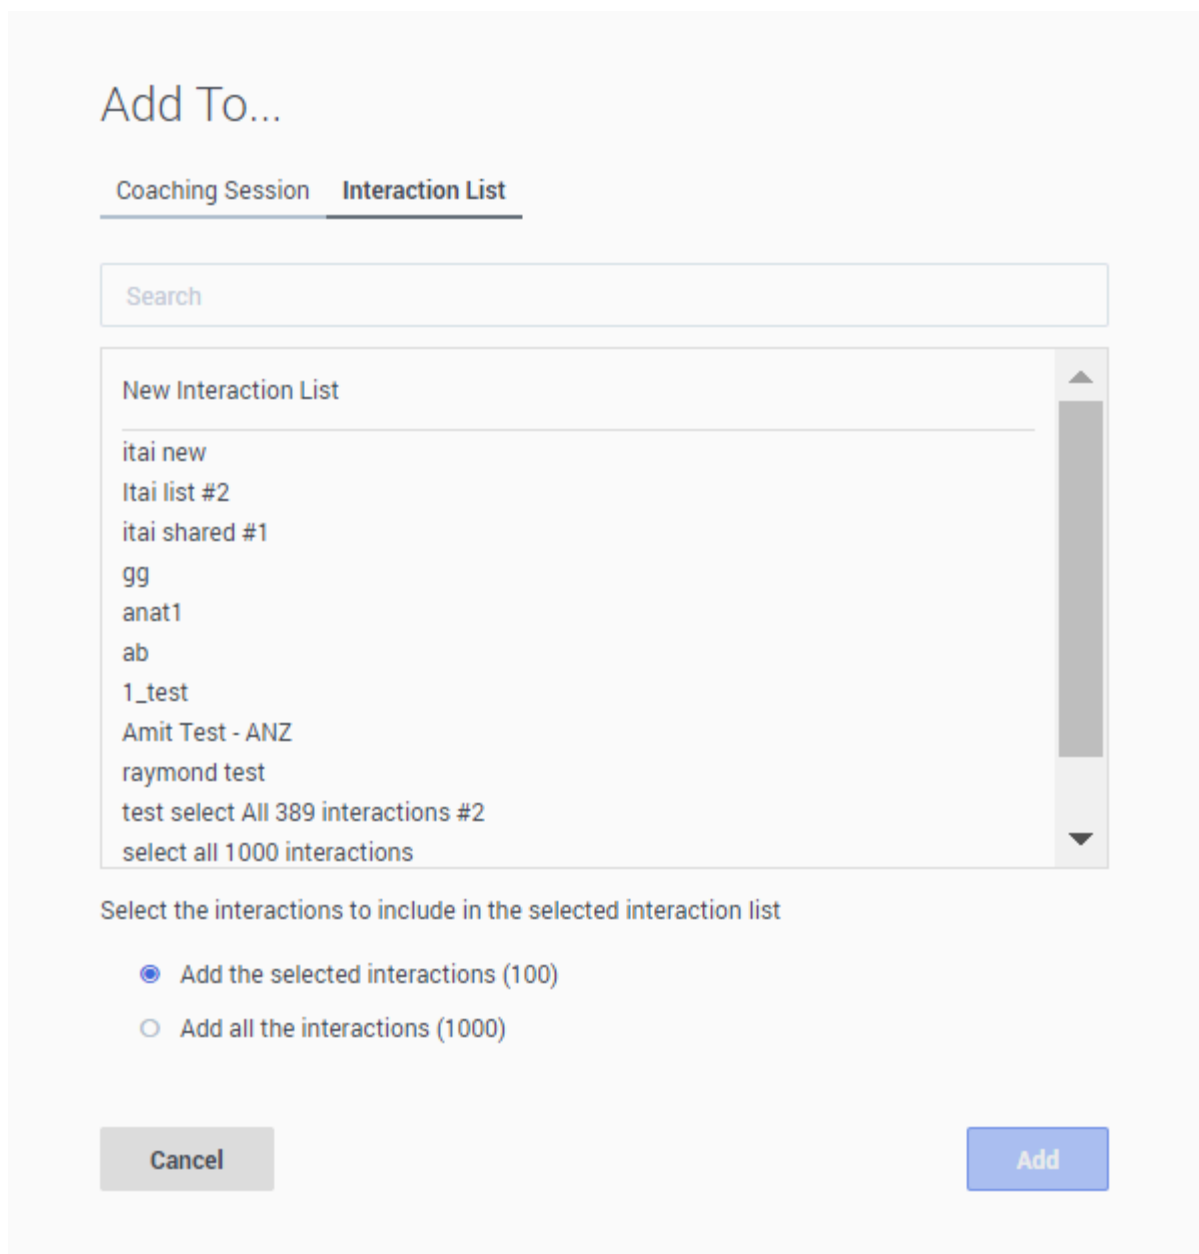 Add To...
Coaching Session Interaction List
Search
New Interaction List
itai new
Itai list #2
itai shared #1
gg
anat1
ab
1_test
Amit Test - ANZ
raymond test
test select All 389 interactions #2
select all 1000 interactions
Select the interactions to include in the selected interaction list
Add the selected interactions (100)
Add all the interactions (1000)
Cancel Add